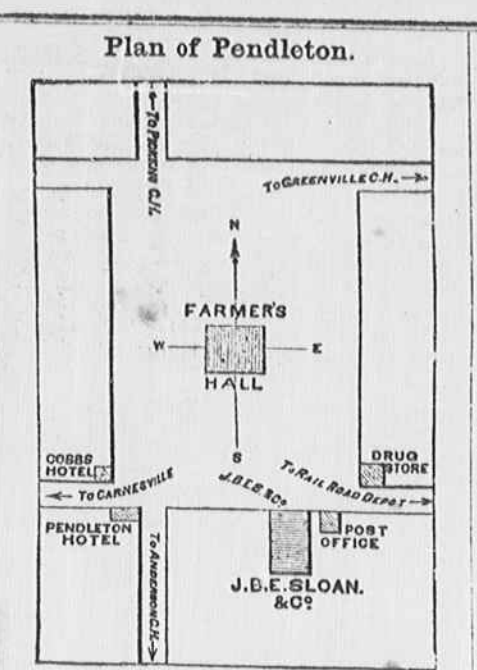 Plan of Pendleton.
← TO PICKENS C.H.
TO GREENVILLE C.H. →
N
FARMER'S
W E
HALL
S
COBBS
HOTEL
DRUG
STORE
← TO CARNESVILLE
J.B.E.S. & Cº
TO RAIL ROAD DEPOT →
PENDLETON
HOTEL
TO ANDERSON C.H. →
POST
OFFICE
J.B.E.SLOAN.
& Cº